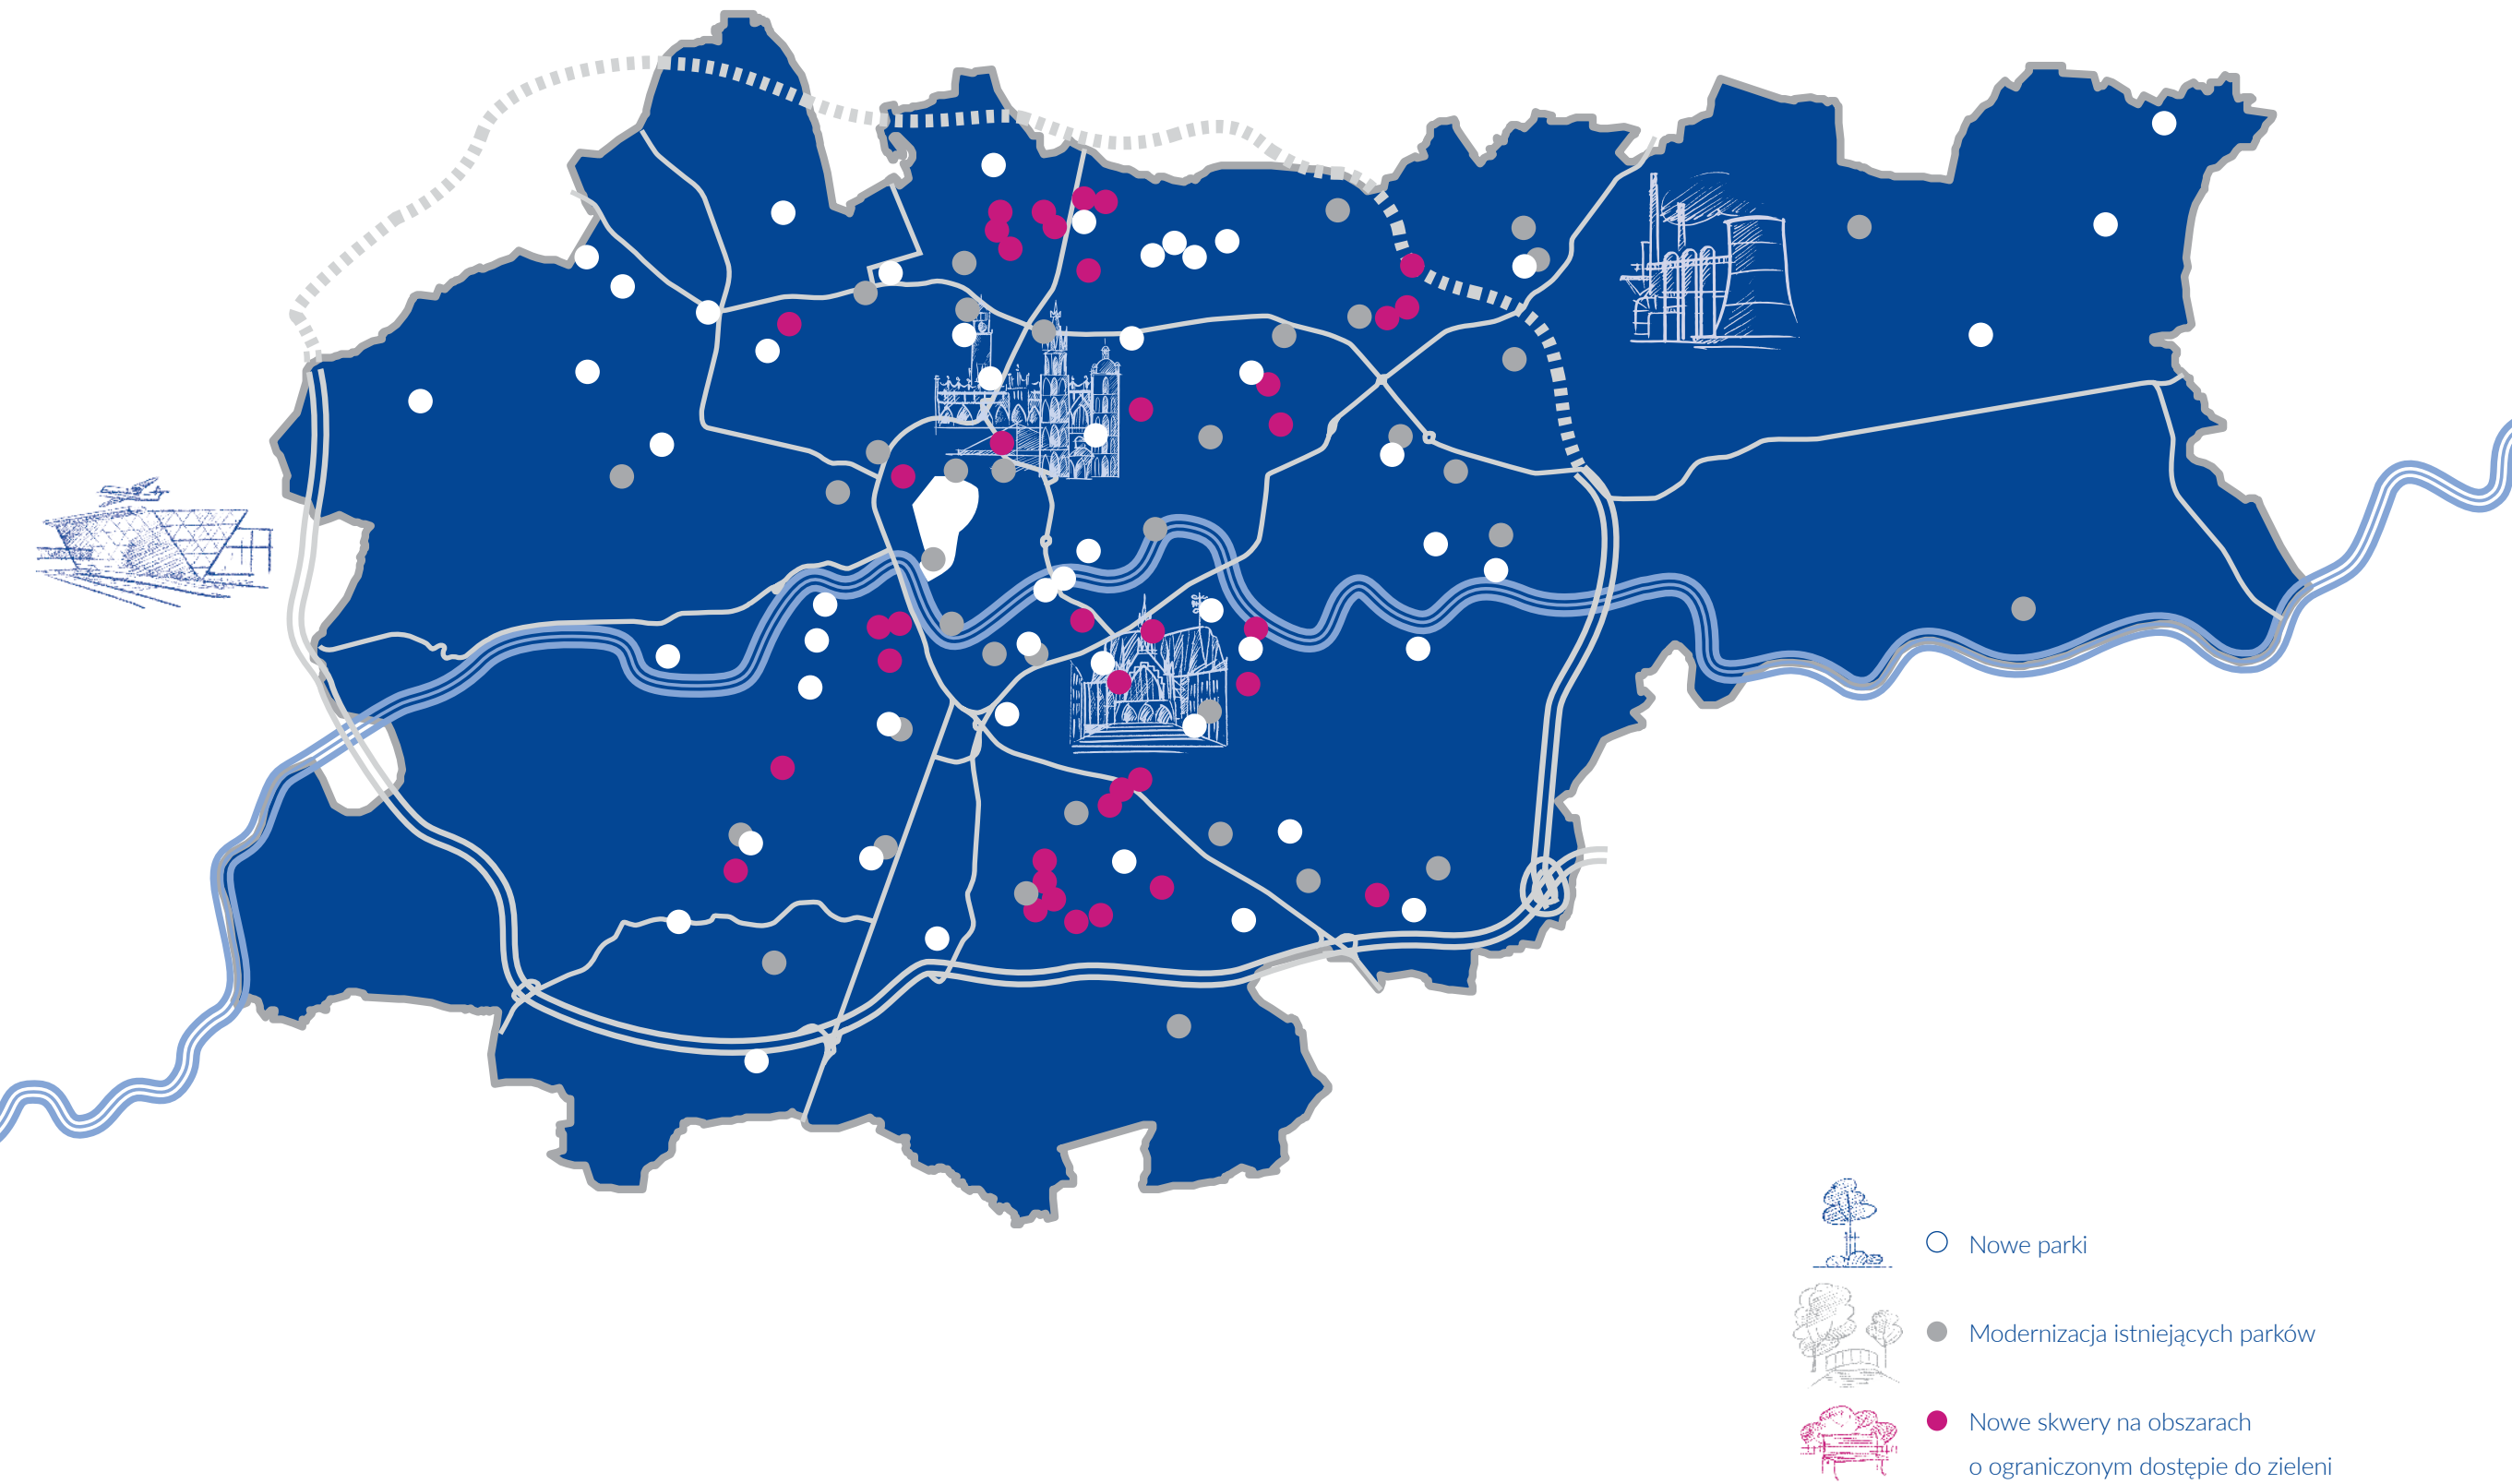 Nowe parki
Modernizacja istniejących parków
Nowe skwery na obszarach
o ograniczonym dostępie do zieleni